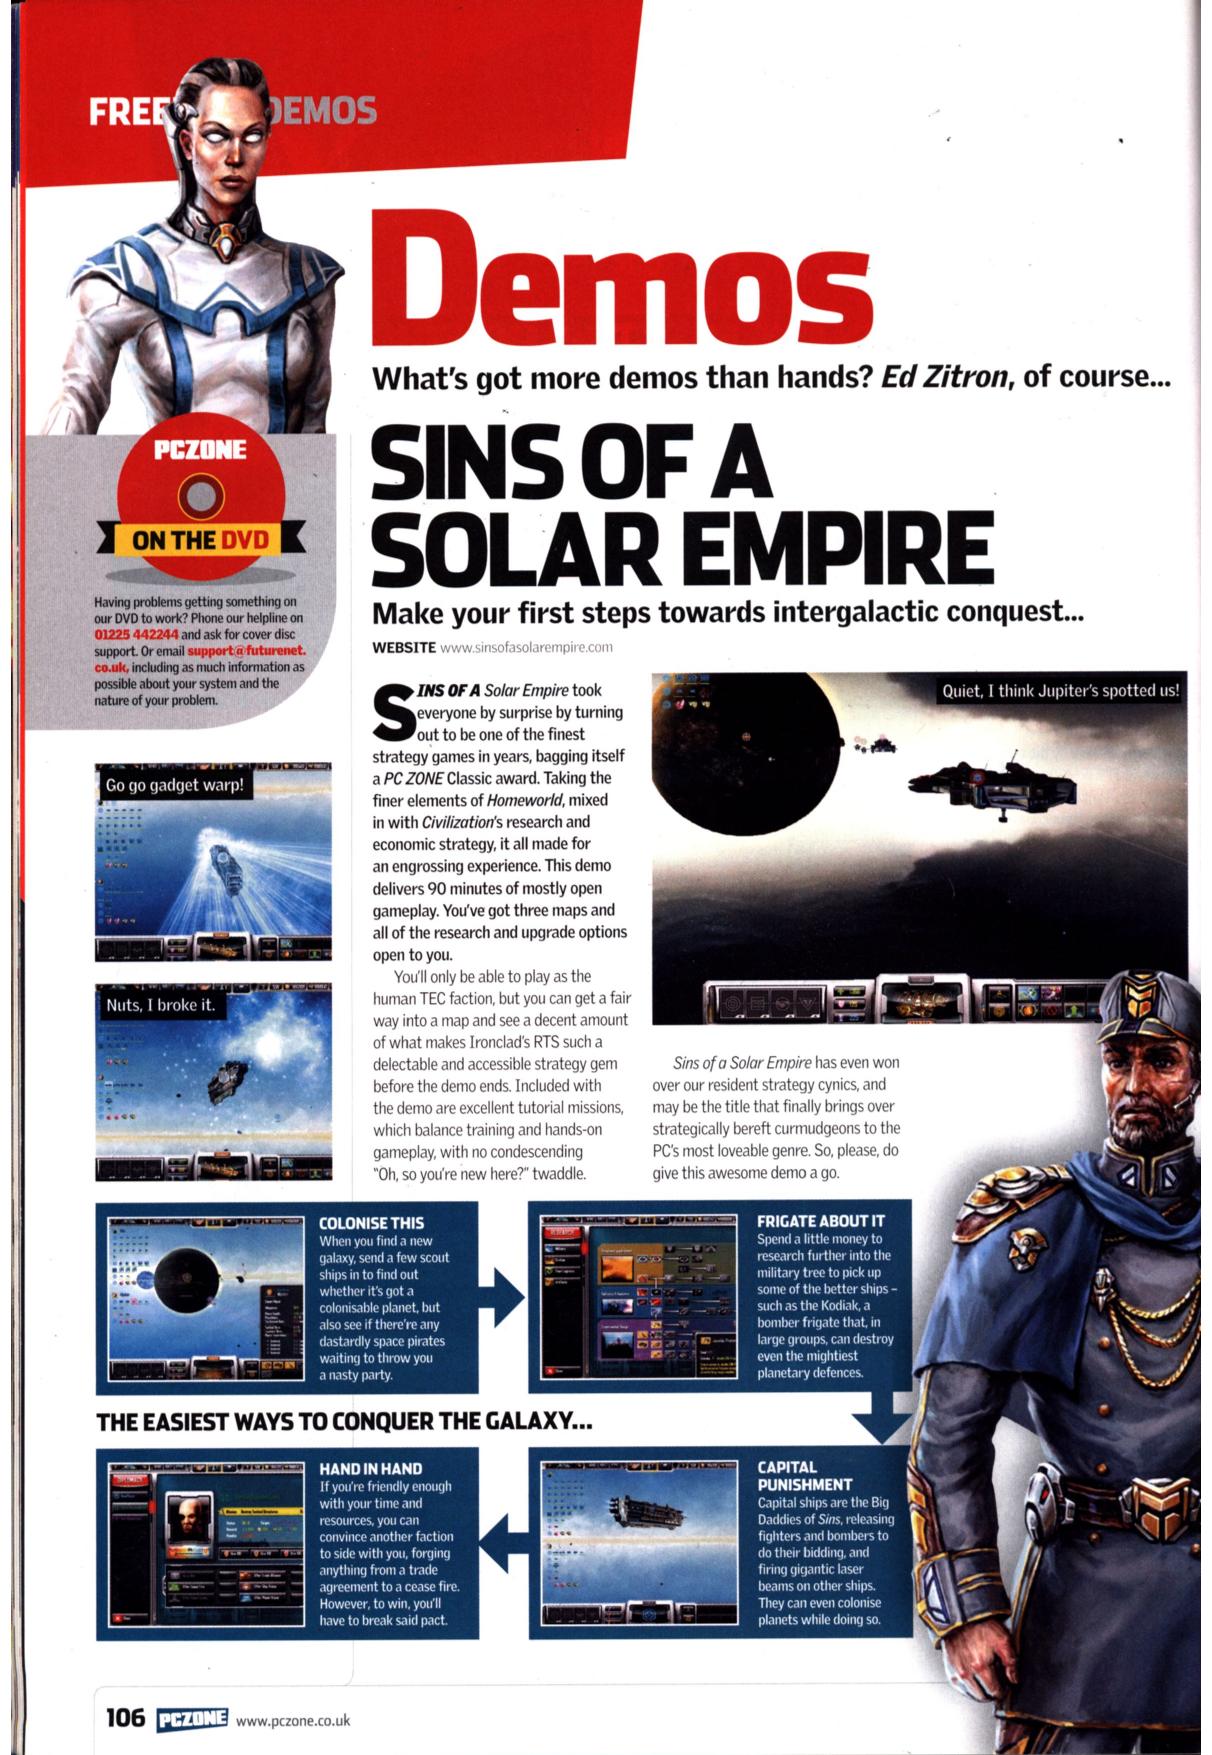 FREE DEMOS
Demos
What's got more demos than hands? Ed Zitron, of course...
PCZONE
ON THE DVD
Having problems getting something on
our DVD to work? Phone our helpline on
01225 442244 and ask for cover disc
support. Or email support@futurenet.
co.uk, including as much information as
possible about your system and the
nature of your problem.
Go go gadget warp!
Nuts, I broke it.
SINS OF A
SOLAR EMPIRE
Make your first steps towards intergalactic conquest...
WEBSITE www.sinsofasolarempire.com
SINS OF A Solar Empire took
everyone by surprise by turning
out to be one of the finest
strategy games in years, bagging itself
a PC ZONE Classic award. Taking the
finer elements of Homeworld, mixed
in with Civilization's research and
economic strategy, it all made for
an engrossing experience. This demo
delivers 90 minutes of mostly open
gameplay. You've got three maps and
all of the research and upgrade options
open to you.
You'll only be able to play as the
human TEC faction, but you can get a fair
way into a map and see a decent amount
of what makes Ironclad's RTS such a
delectable and accessible strategy gem
before the demo ends. Included with
the demo are excellent tutorial missions,
which balance training and hands-on
gameplay, with no condescending
"Oh, so you're new here?" twaddle.
Quiet, I think Jupiter's spotted us!
Sins of a Solar Empire has even won
over our resident strategy cynics, and
may be the title that finally brings over
strategically bereft curmudgeons to the
PC's most loveable genre. So, please, do
give this awesome demo a go.
COLONISE THIS
When you find a new
galaxy, send a few scout
ships in to find out
whether it's got a
colonisable planet, but
also see if there're any
dastardly space pirates
waiting to throw you
a nasty party.
RESEARCH
FRIGATE ABOUT IT
Spend a little money to
research further into the
military tree to pick up
some of the better ships –
such as the Kodiak, a
bomber frigate that, in
large groups, can destroy
even the mightiest
planetary defences.
THE EASIEST WAYS TO CONQUER THE GALAXY...
CAPITAL
PUNISHMENT
Capital ships are the Big
Daddies of Sins, releasing
fighters and bombers to
do their bidding, and
firing gigantic laser
beams on other ships.
They can even colonise
planets while doing so.
HAND IN HAND
If you're friendly enough
with your time and
resources, you can
convince another faction
to side with you, forging
anything from a trade
agreement to a cease fire.
However, to win, you'll
have to break said pact.
106 PCZONE www.pczone.co.uk